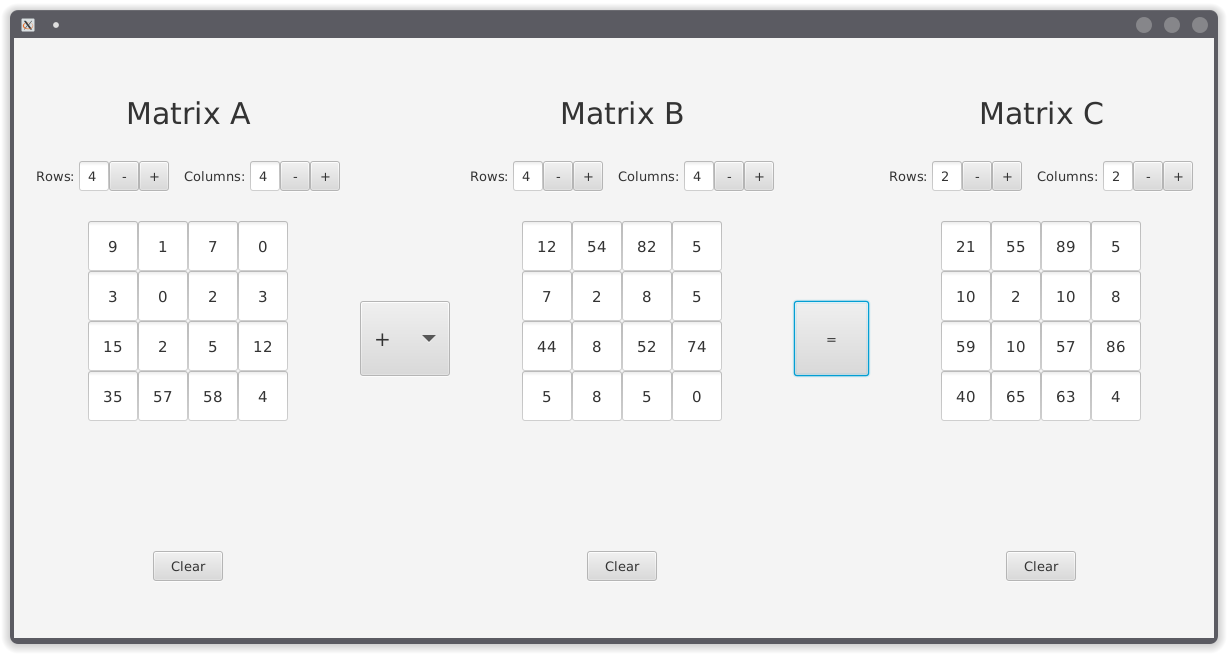 Matrix A Matrix B Matrix C
Rows: 4 - + Columns: 4 - + Rows: 4 - + Columns: 4 - + Rows: 2 - + Columns: 2 - +
9 1 7 0 12 54 82 5 21 55 89 5
3 0 2 3 7 2 8 5 10 2 10 8
+ =
15 2 5 12 44 8 52 74 59 10 57 86
35 57 58 4 5 8 5 0 40 65 63 4
Clear Clear Clear